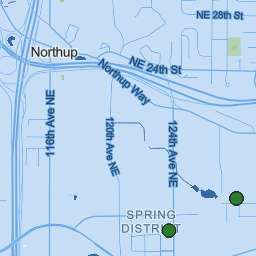 NE 28th St
Northup
NE 24th St
Northup Way
116th Ave NE
120th Ave NE
124th Ave NE
SPRING
DISTRICT